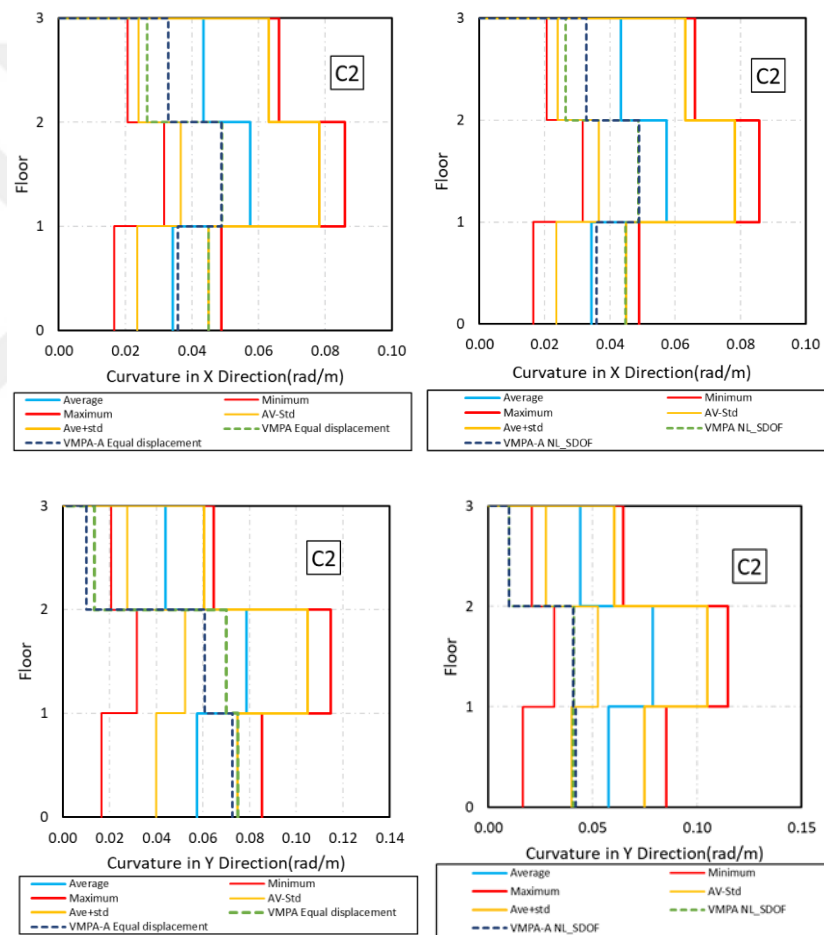 3
2
1
0
Floor
C2
0.00 0.02 0.04 0.06 0.08 0.10
Curvature in X Direction(rad/m)
Average Minimum
Maximum AV-Std
Ave+std VMPA Equal displacement
VMPA-A Equal displacement
3
2
1
0
Floor
C2
0.00 0.02 0.04 0.06 0.08 0.10
Curvature in X Direction(rad/m)
Average Minimum
Maximum AV-Std
Ave+std VMPA NL_SDOF
VMPA-A NL_SDOF
3
2
1
0
Floor
C2
0.00 0.02 0.04 0.06 0.08 0.10 0.12 0.14
Curvature in Y Direction(rad/m)
Average Minimum
Maximum AV-Std
Ave+std VMPA Equal displacement
VMPA-A Equal displacement
3
2
1
0
Floor
C2
0.00 0.05 0.10 0.15
Curvature in Y Direction(rad/m)
Average Minimum
Maximum AV-Std
Ave+std VMPA NL_SDOF
VMPA-A NL_SDOF